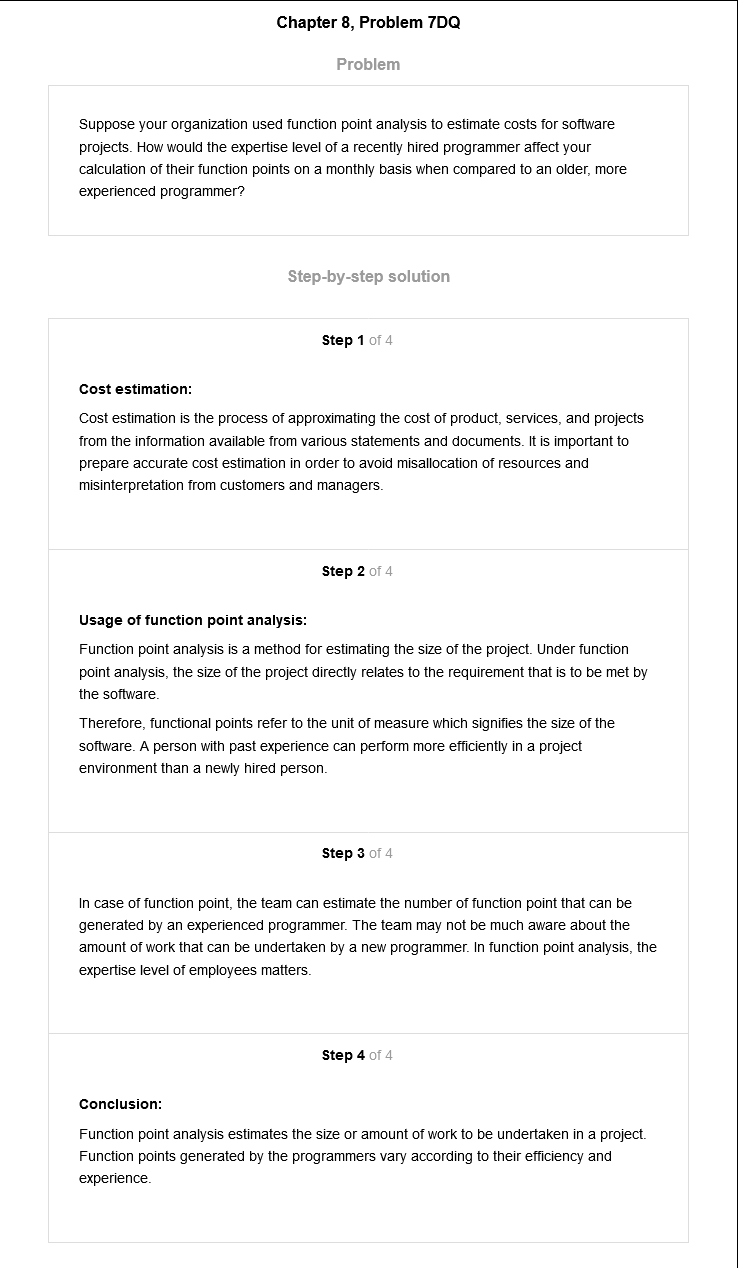 Chapter 8, Problem 7DQ
Problem
Suppose your organization used function point analysis to estimate costs for software
projects. How would the expertise level of a recently hired programmer affect your
calculation of their function points on a monthly basis when compared to an older, more
experienced programmer?
Step-by-step solution
Step 1 of 4
Cost estimation:
Cost estimation is the process of approximating the cost of product, services, and projects
from the information available from various statements and documents. It is important to
prepare accurate cost estimation in order to avoid misallocation of resources and
misinterpretation from customers and managers.
Step 2 of 4
Usage of function point analysis:
Function point analysis is a method for estimating the size of the project. Under function
point analysis, the size of the project directly relates to the requirement that is to be met by
the software.
Therefore, functional points refer to the unit of measure which signifies the size of the
software. A person with past experience can perform more efficiently in a project
environment than a newly hired person.
Step 3 of 4
In case of function point, the team can estimate the number of function point that can be
generated by an experienced programmer. The team may not be much aware about the
amount of work that can be undertaken by a new programmer. In function point analysis, the
expertise level of employees matters.
Step 4 of 4
Conclusion:
Function point analysis estimates the size or amount of work to be undertaken in a project.
Function points generated by the programmers vary according to their efficiency and
experience.